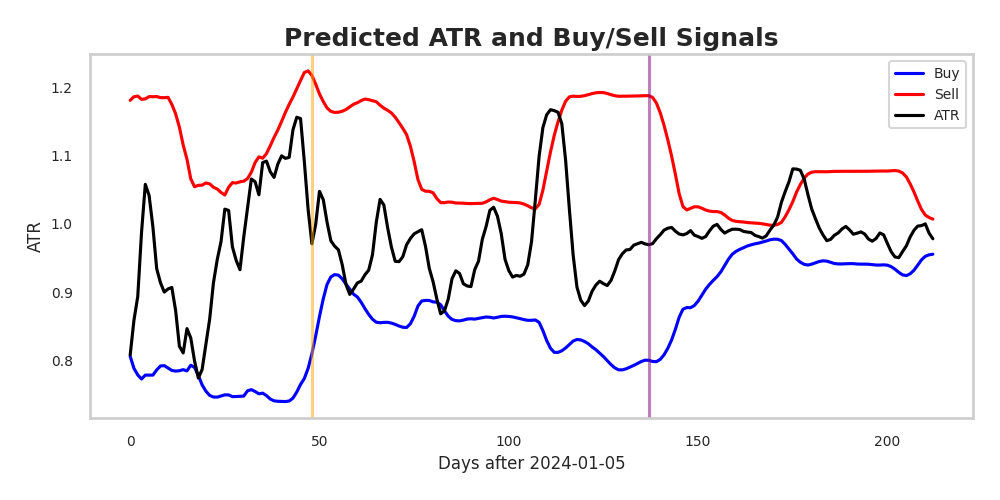 Predicted ATR and Buy/Sell Signals
Buy
Sell
ATR
1.2
1.1
1.0
0.9
0.8
ATR
0 50 100 150 200
Days after 2024-01-05